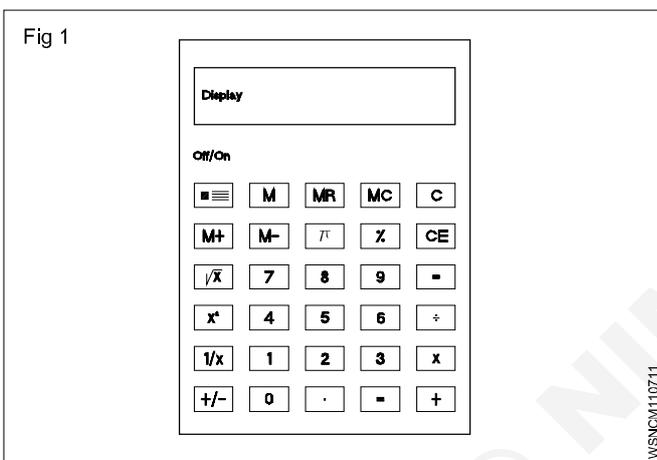 Fig 1
Display
Off/On
M MR MC C
M+ M- π % CE
√x 7 8 9 -
x² 4 5 6 ÷
1/x 1 2 3 x
+/- 0 . = +
WSNCM110711
© NI